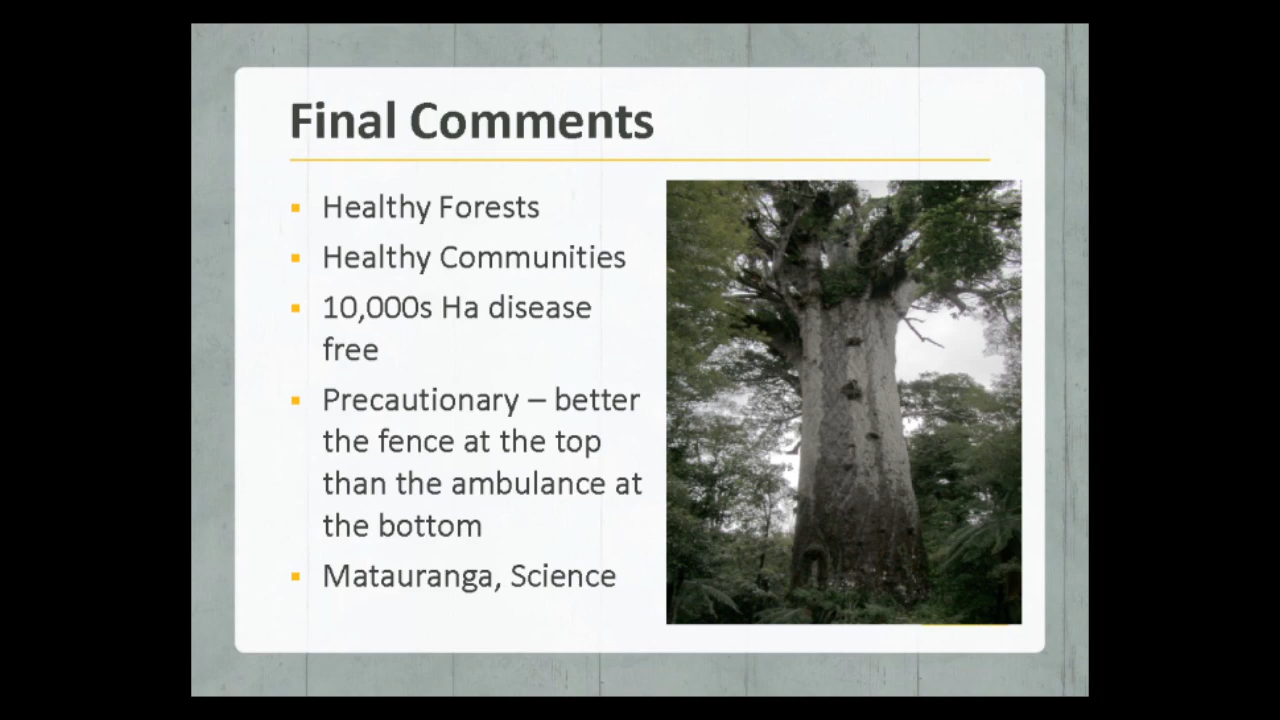 Final Comments
Healthy Forests
Healthy Communities
10,000s Ha disease
free
Precautionary – better
the fence at the top
than the ambulance at
the bottom
Matauranga, Science